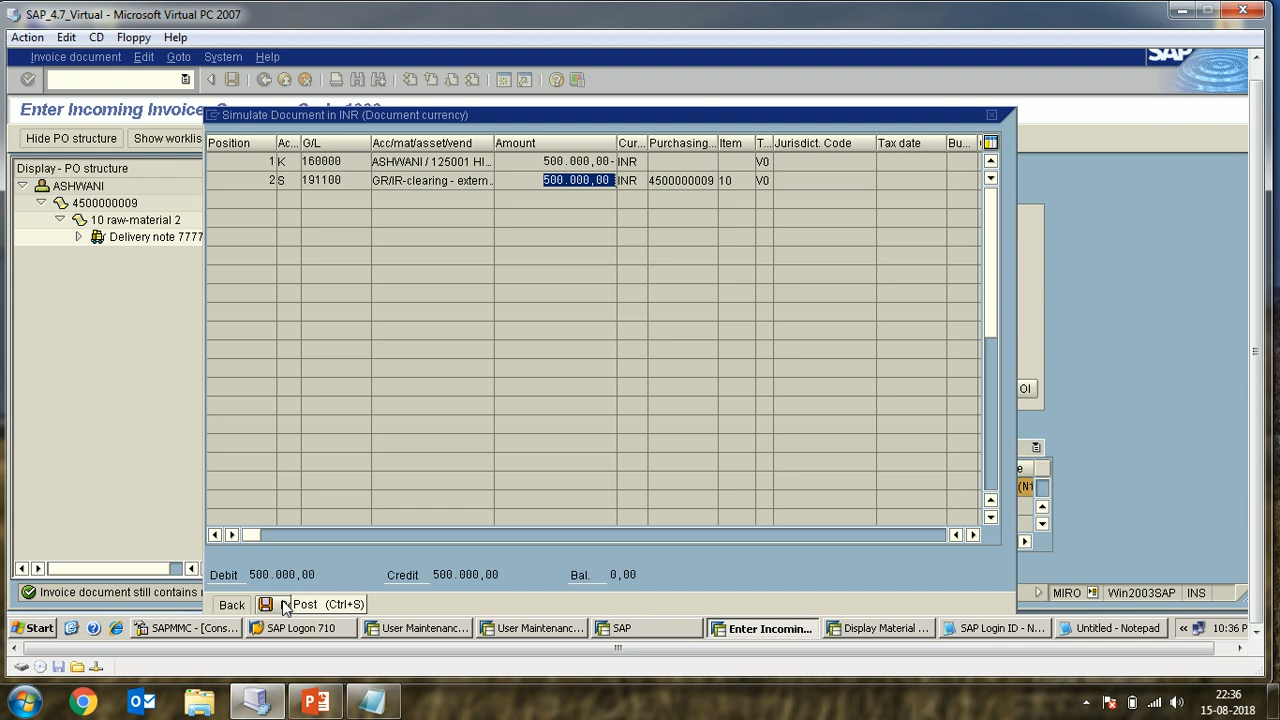 SAP_4.7_Virtual - Microsoft Virtual PC 2007
Action Edit CD Floppy Help
Invoice document Edit Goto System Help
SAP
Enter Incoming Invoice:
Hide PO structure Show worklis
Simulate Document in INR (Document currency)
Display - PO structure
ASHWANI
4500000009
10 raw-material 2
Delivery note 7777
Position Ac... G/L Acc/mat/asset/vend Amount Cur... Purchasing... Item T... Jurisdict. Code Tax date Bu...
1 K 160000 ASHWANI / 125001 HI... 500.000,00- INR V0
2 S 191100 GR/IR-clearing - extern... 500.000,00 INR 4500000009 10 V0
OI
e
(Ni
Debit 500.000,00 Credit 500.000,00 Bal. 0,00
Invoice document still contains
Back Post (Ctrl+S)
MIRO Win2003SAP INS
Start SAPMMC - [Cons... SAP Logon 710 User Maintenanc... User Maintenanc... SAP Enter Incomin... Display Material ... SAP Login ID - N... Untitled - Notepad 10:36 P
22:36
15-08-2018